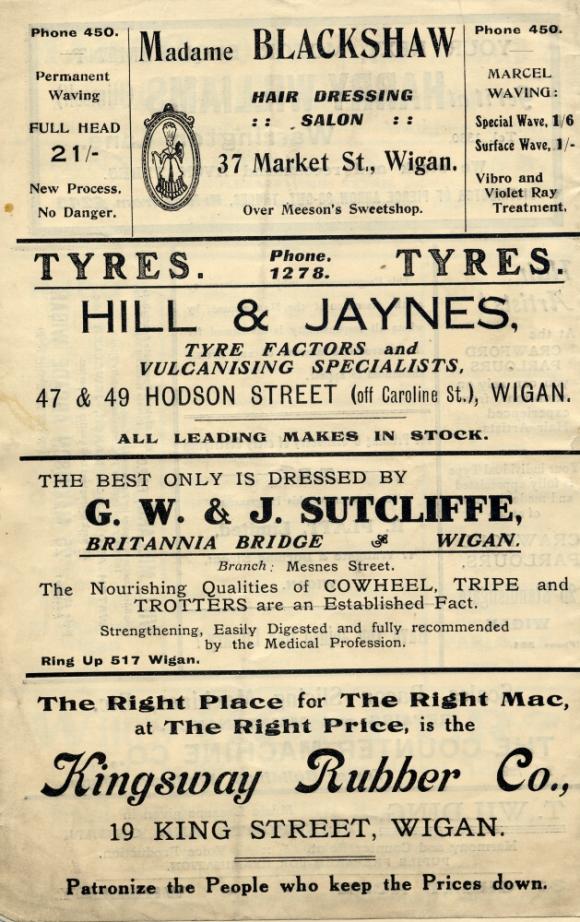 Phone 450.
Permanent
Waving
FULL HEAD
21/-
New Process.
No Danger.
Madame BLACKSHAW
HAIR DRESSING
:: SALON ::
37 Market St., Wigan.
Over Meeson's Sweetshop.
Phone 450.
MARCEL
WAVING:
Special Wave, 1/6
Surface Wave, 1/-
Vibro and
Violet Ray
Treatment.
TYRES. Phone. 1278. TYRES.
HILL & JAYNES,
TYRE FACTORS and
VULCANISING SPECIALISTS,
47 & 49 HODSON STREET (off Caroline St.), WIGAN.
ALL LEADING MAKES IN STOCK.
THE BEST ONLY IS DRESSED BY
G. W. & J. SUTCLIFFE,
BRITANNIA BRIDGE WIGAN.
Branch: Mesnes Street.
The Nourishing Qualities of COWHEEL, TRIPE and
TROTTERS are an Established Fact.
Strengthening, Easily Digested and fully recommended
by the Medical Profession.
Ring Up 517 Wigan.
The Right Place for The Right Mac,
at The Right Price, is the
Kingsway Rubber Co.,
19 KING STREET, WIGAN.
Patronize the People who keep the Prices down.